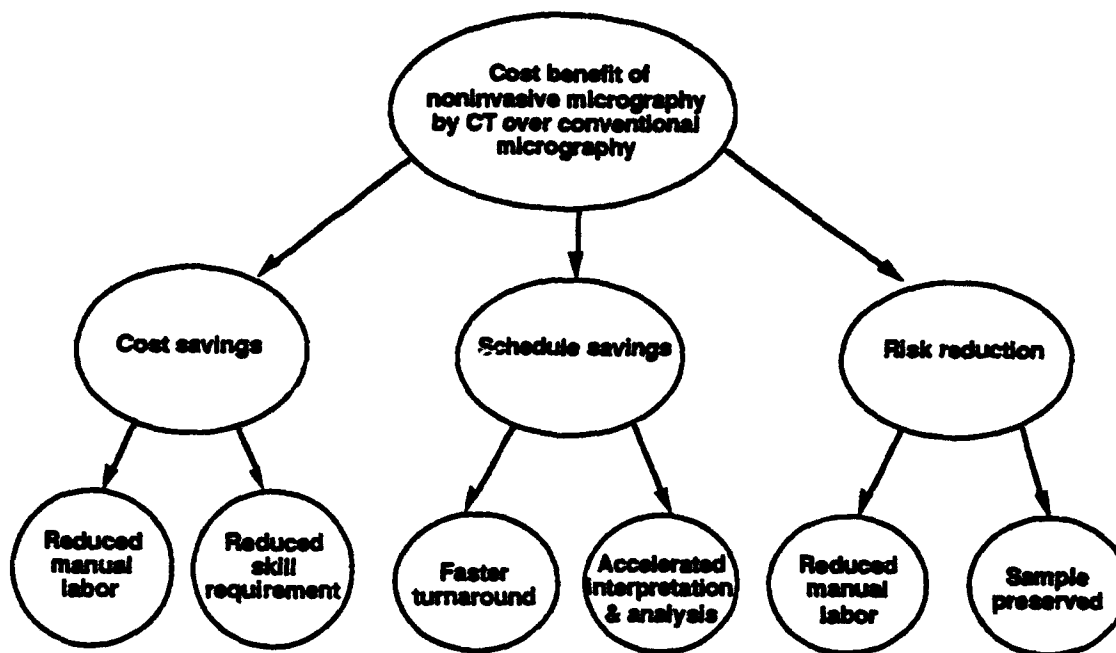 Cost benefit of
noninvasive micrography
by CT over conventional
micrography
Cost savings
Schedule savings
Risk reduction
Reduced
manual
labor
Reduced
skill
requirement
Faster
turnaround
Accelerated
interpretation
& analysis
Reduced
manual
labor
Sample
preserved